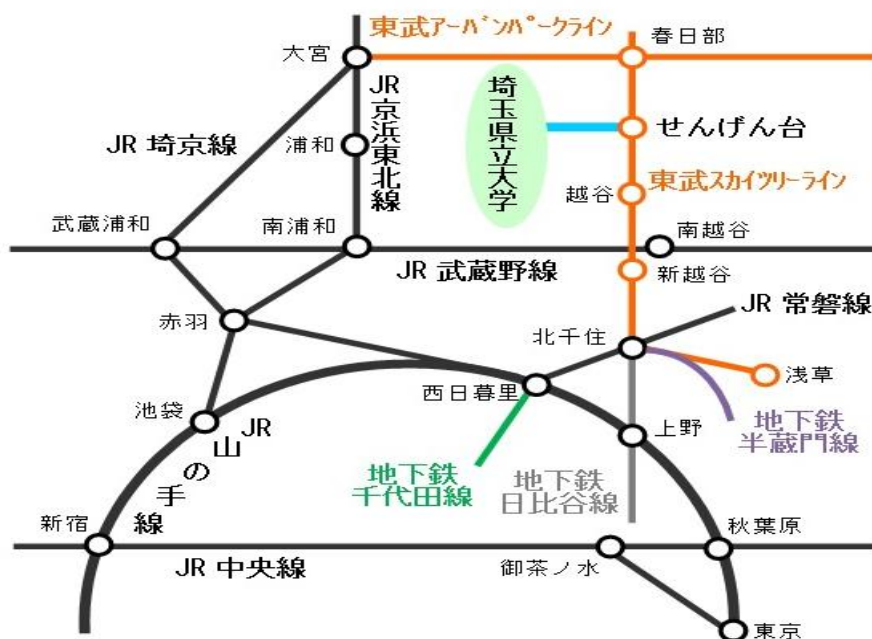 東武アーバンパークライン
大宮
春日部
JR京浜東北線
埼玉県立大学
せんげん台
JR 埼京線
浦和
越谷
東武スカイツリーライン
武蔵浦和
南浦和
南越谷
JR 武蔵野線
新越谷
赤羽
JR 常磐線
北千住
西日暮里
浅草
池袋
JR山の手線
上野
地下鉄
半蔵門線
地下鉄
千代田線
地下鉄
日比谷線
新宿
秋葉原
JR 中央線
御茶ノ水
東京